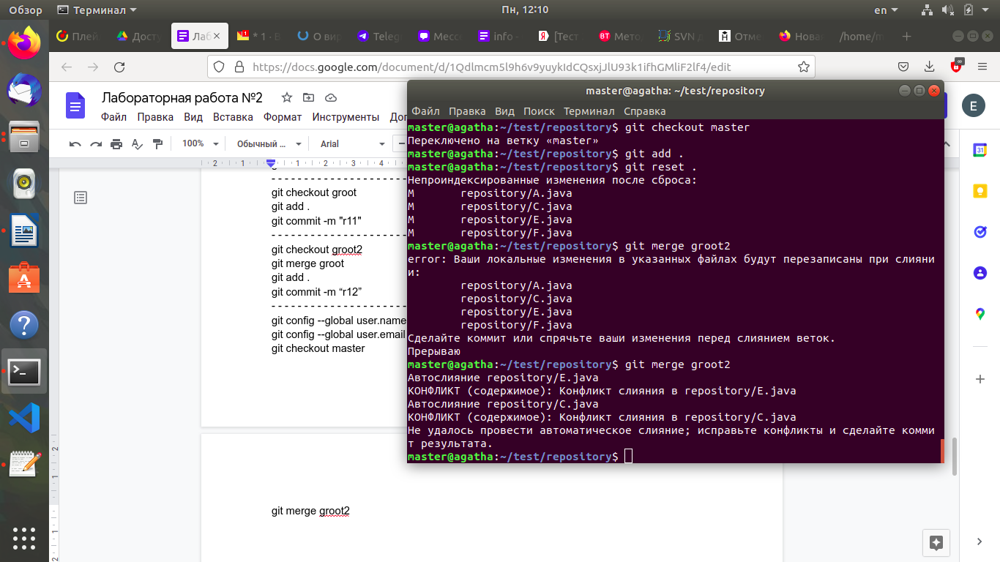 Обзор
Терминал
Пн, 12:10
en
Плей
Досту
Лаб
* 1 - В
О вир
Teleg
Мессе
info -
[Тест
Мето
SVN д
Отме
Нова
/home/m
https://docs.google.com/document/d/1Qdlmcm5l9h6v9yuykIdCQsxjJlU93k1ifhGMliF2lf4/edit
Лабораторная работа №2
Файл Правка Вид Вставка Формат Инструменты Доп
100% Обычный ... Arial
2 1 1 2 3 4
- - - - - - - - - - - - - - - - - - - - - - -
git checkout groot
git add .
git commit -m "r11"
- - - - - - - - - - - - - - - - - - - - - - -
git checkout groot2
git merge groot
git add .
git commit -m “r12”
- - - - - - - - - - - - - - - - - - - - - - -
git config --global user.name
git config --global user.email
git checkout master
git merge groot2
E
31
master@agatha: ~/test/repository
Файл Правка Вид Поиск Терминал Справка
master@agatha:~/test/repository$ git checkout master
Переключено на ветку «master»
master@agatha:~/test/repository$ git add .
master@agatha:~/test/repository$ git reset .
Непроиндексированные изменения после сброса:
M repository/A.java
M repository/C.java
M repository/E.java
M repository/F.java
master@agatha:~/test/repository$ git merge groot2
error: Ваши локальные изменения в указанных файлах будут перезаписаны при слияни
и:
repository/A.java
repository/C.java
repository/E.java
repository/F.java
Сделайте коммит или спрячьте ваши изменения перед слиянием веток.
Прерываю
master@agatha:~/test/repository$ git merge groot2
Автослияние repository/E.java
КОНФЛИКТ (содержимое): Конфликт слияния в repository/E.java
Автослияние repository/C.java
КОНФЛИКТ (содержимое): Конфликт слияния в repository/C.java
Не удалось провести автоматическое слияние; исправьте конфликты и сделайте комми
т результата.
master@agatha:~/test/repository$